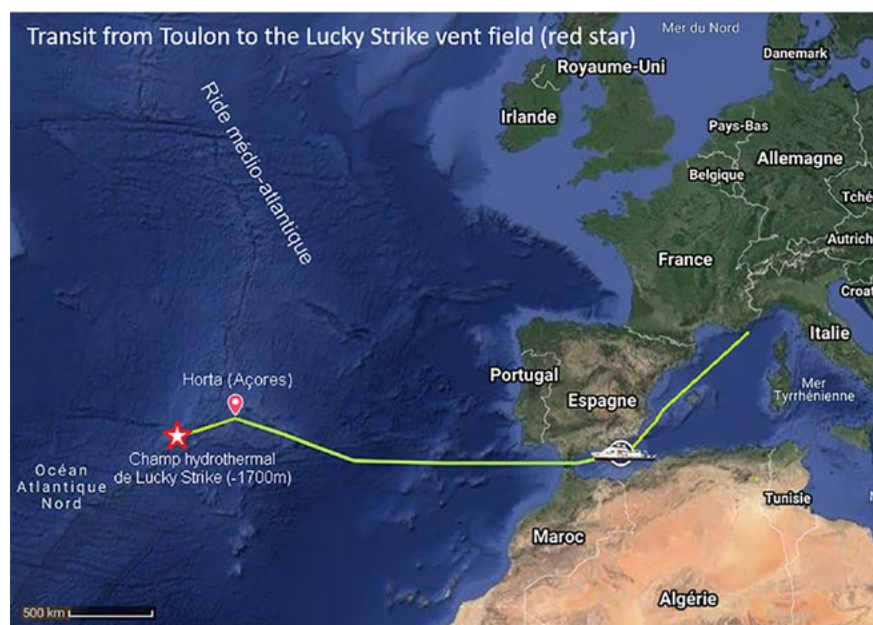 Transit from Toulon to the Lucky Strike vent field (red star)
Mer du Nord
Danemark
Royaume-Uni
Irlande
Ride médio-atlantique
Pays-Bas
Allemagne
Belgique
Tché
Autrich
France
Croat
Italie
Horta (Açores)
Portugal
Espagne
Mer
Tyrrhénienne
Champ hydrothermal
de Lucky Strike (-1700m)
Océan
Atlantique
Nord
Tunisie
Maroc
Algérie
500 km